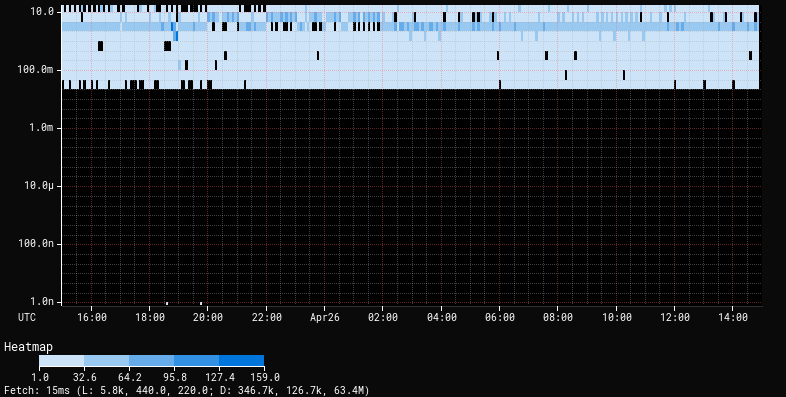 10.0
100.0m
1.0m
10.0µ
100.0n
1.0n
UTC 16:00 18:00 20:00 22:00 Apr26 02:00 04:00 06:00 08:00 10:00 12:00 14:00
Heatmap
1.0 32.6 64.2 95.8 127.4 159.0
Fetch: 15ms (L: 5.8k, 440.0, 220.0; D: 346.7k, 126.7k, 63.4M)